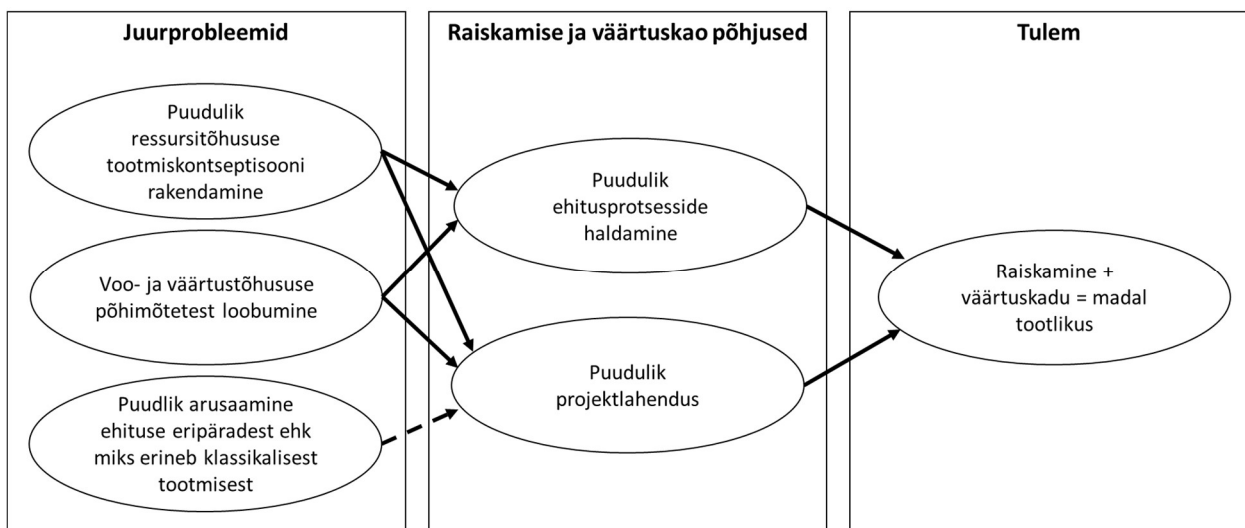 Juurprobleemid
Puudulik
ressursitõhususe
tootmiskontseptisooni
rakendamine
Voo- ja väärtustõhususe
põhimõtetest loobumine
Puudlik arusaamine
ehituse eripäradest ehk
miks erineb klassikalisest
tootmisest
Raiskamise ja väärtuskao põhjused
Puudulik
ehitusprotsesside
haldamine
Puudulik
projektlahendus
Tulem
Raiskamine +
väärtuskadu = madal
tootlikus